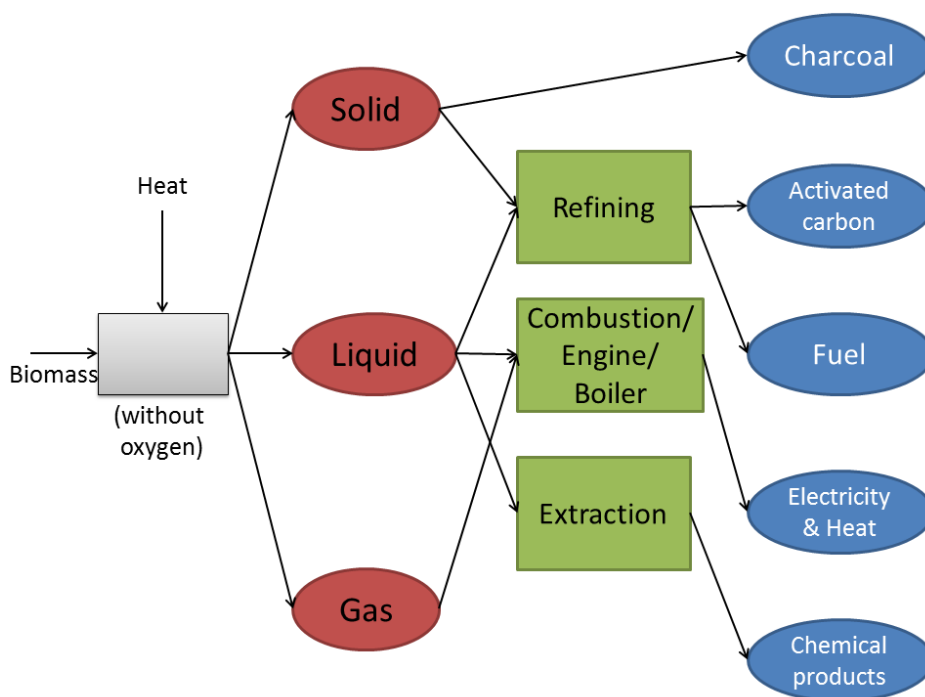 Charcoal
Solid
Heat
Refining
Activated
carbon
Combustion/
Engine/
Boiler
Liquid
Fuel
Biomass
(without
oxygen)
Extraction
Electricity
& Heat
Gas
Chemical
products